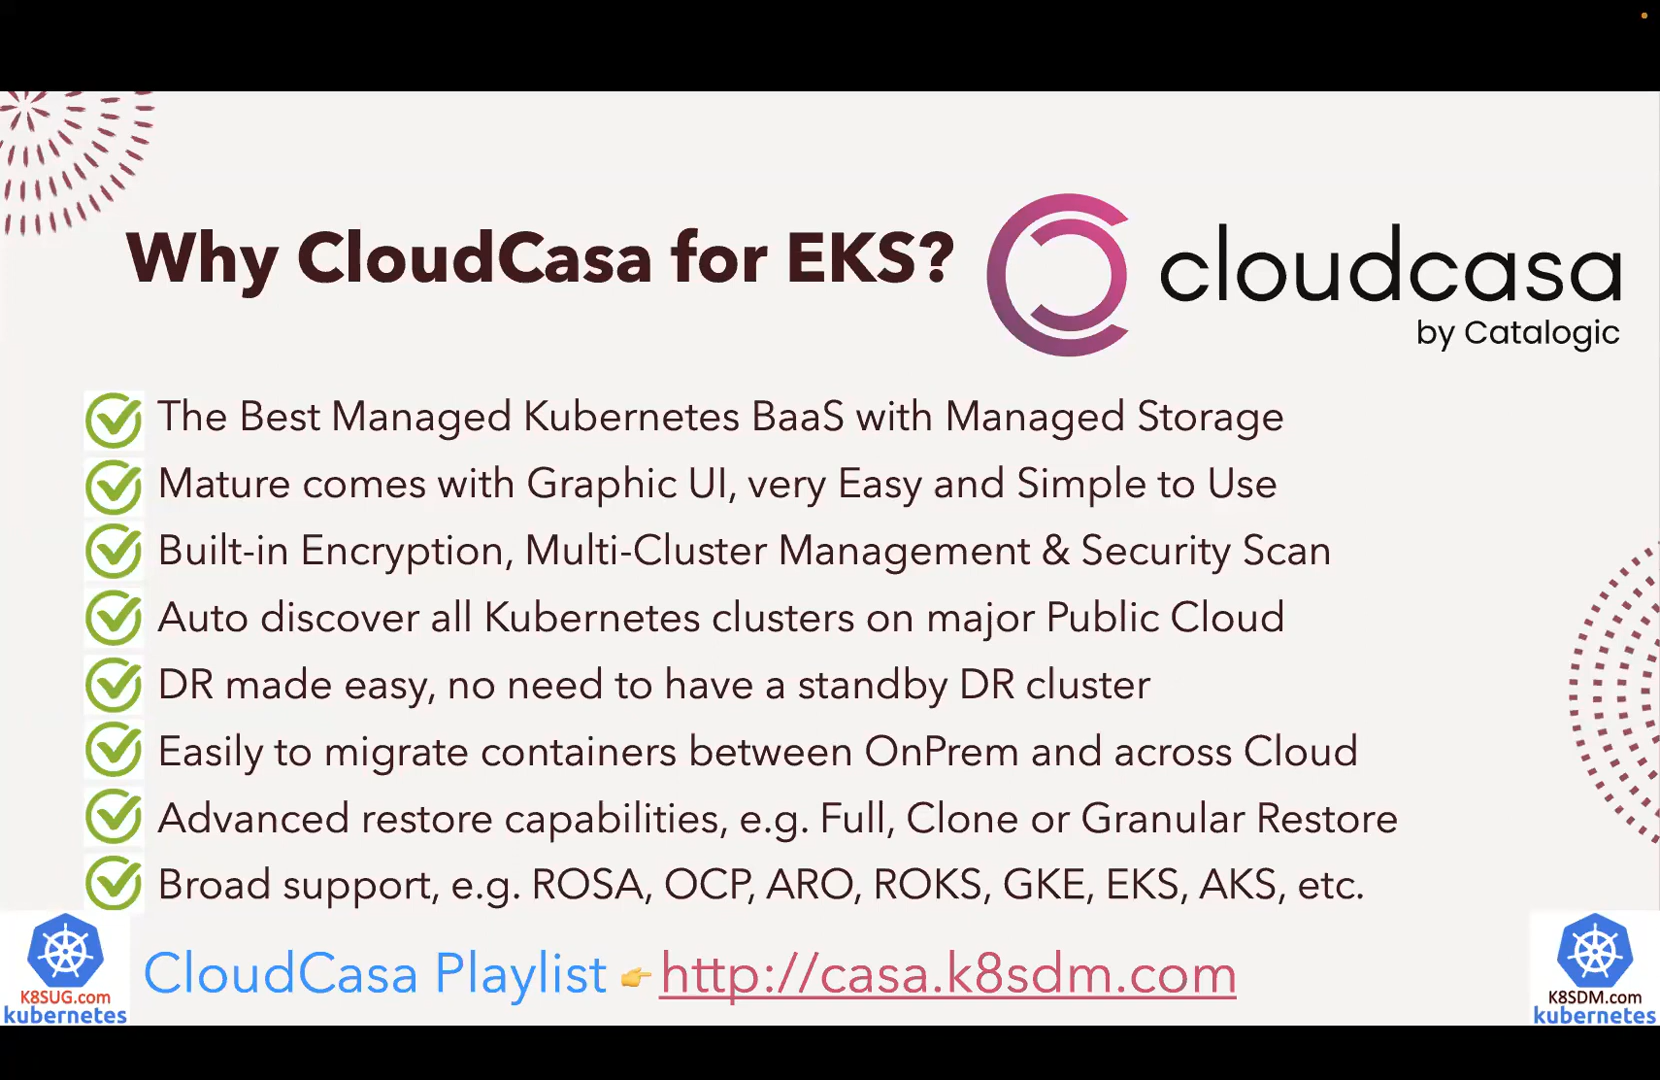 Why CloudCasa for EKS?
cloudcasa
by Catalogic
The Best Managed Kubernetes BaaS with Managed Storage
Mature comes with Graphic UI, very Easy and Simple to Use
Built-in Encryption, Multi-Cluster Management & Security Scan
Auto discover all Kubernetes clusters on major Public Cloud
DR made easy, no need to have a standby DR cluster
Easily to migrate containers between OnPrem and across Cloud
Advanced restore capabilities, e.g. Full, Clone or Granular Restore
Broad support, e.g. ROSA, OCP, ARO, ROKS, GKE, EKS, AKS, etc.
CloudCasa Playlist 👉 http://casa.k8sdm.com
K8SUG.com
kubernetes
K8SDM.com
kubernetes